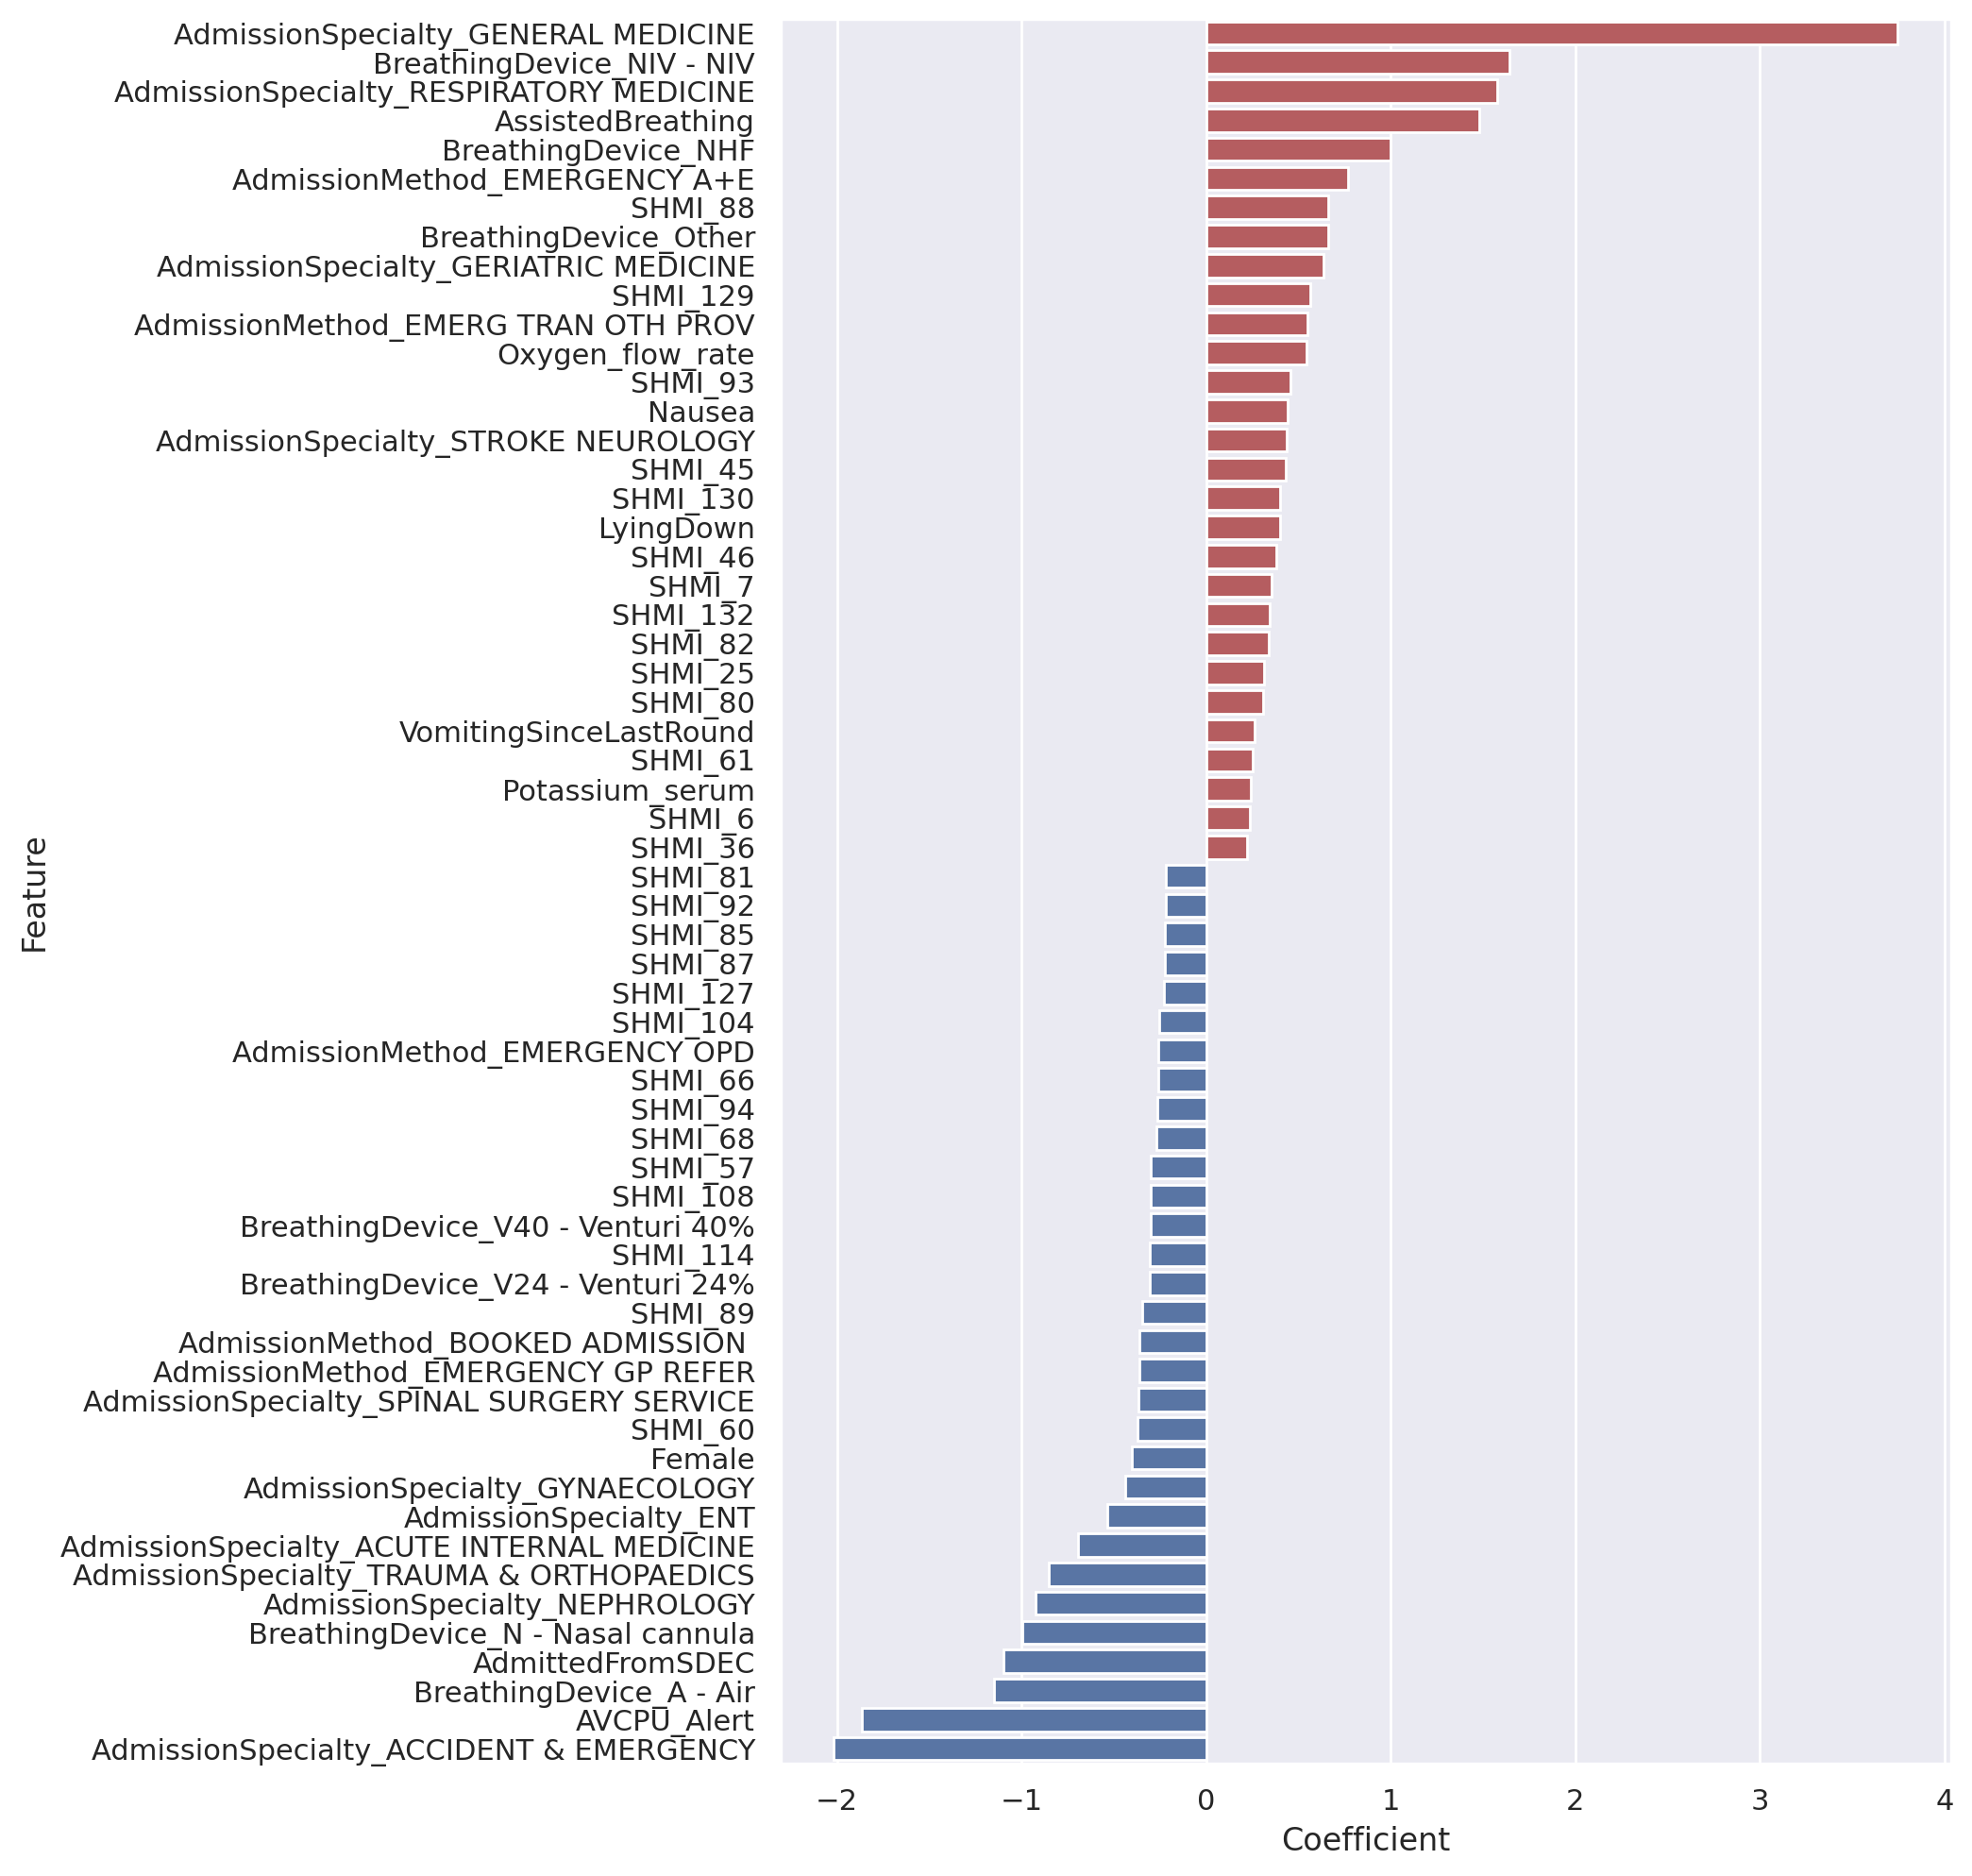 AdmissionSpecialty_GENERAL MEDICINE
BreathingDevice_NIV - NIV
AdmissionSpecialty_RESPIRATORY MEDICINE
AssistedBreathing
BreathingDevice_NHF
AdmissionMethod_EMERGENCY A+E
SHMI_88
BreathingDevice_Other
AdmissionSpecialty_GERIATRIC MEDICINE
SHMI_129
AdmissionMethod_EMERG TRAN OTH PROV
Oxygen_flow_rate
SHMI_93
Nausea
AdmissionSpecialty_STROKE NEUROLOGY
SHMI_45
SHMI_130
LyingDown
SHMI_46
SHMI_7
SHMI_132
SHMI_82
SHMI_25
SHMI_80
VomitingSinceLastRound
SHMI_61
Potassium_serum
SHMI_6
SHMI_36
SHMI_81
SHMI_92
SHMI_85
SHMI_87
SHMI_127
SHMI_104
AdmissionMethod_EMERGENCY OPD
SHMI_66
SHMI_94
SHMI_68
SHMI_57
SHMI_108
BreathingDevice_V40 - Venturi 40%
SHMI_114
BreathingDevice_V24 - Venturi 24%
SHMI_89
AdmissionMethod_BOOKED ADMISSION
AdmissionMethod_EMERGENCY GP REFER
AdmissionSpecialty_SPINAL SURGERY SERVICE
SHMI_60
Female
AdmissionSpecialty_GYNAECOLOGY
AdmissionSpecialty_ENT
AdmissionSpecialty_ACUTE INTERNAL MEDICINE
AdmissionSpecialty_TRAUMA & ORTHOPAEDICS
AdmissionSpecialty_NEPHROLOGY
BreathingDevice_N - Nasal cannula
AdmittedFromSDEC
BreathingDevice_A - Air
AVCPU_Alert
AdmissionSpecialty_ACCIDENT & EMERGENCY
Feature
−2 −1 0 1 2 3 4
Coefficient